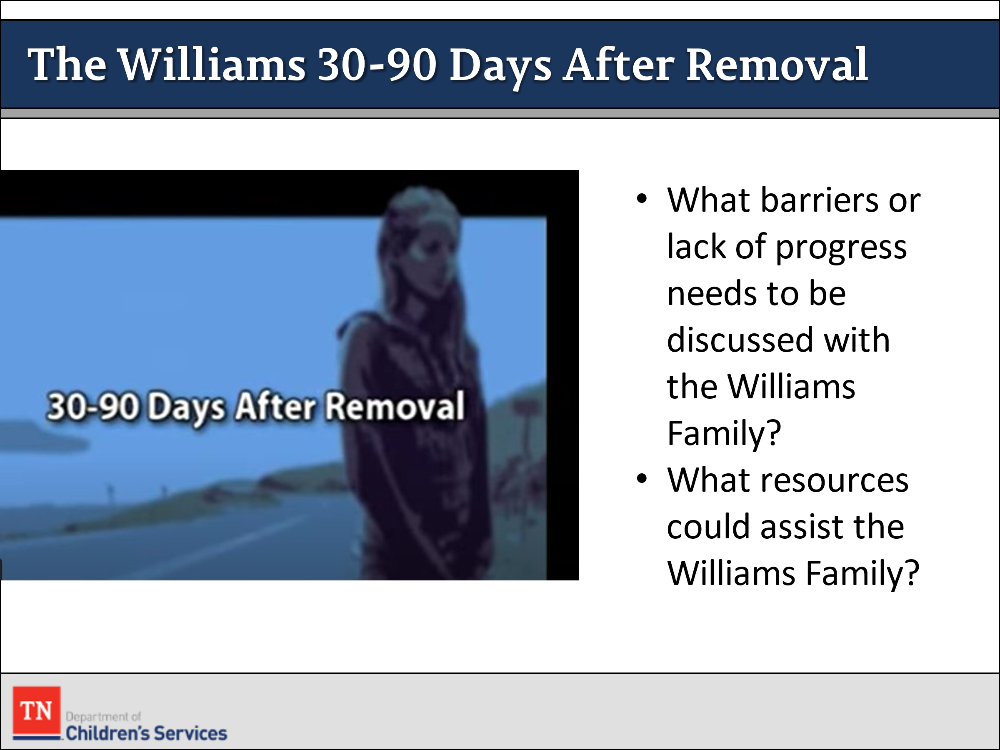 The Williams 30-90 Days After Removal
30-90 Days After Removal
• What barriers or
lack of progress
needs to be
discussed with
the Williams
Family?
• What resources
could assist the
Williams Family?
TN
Department of
Children's Services